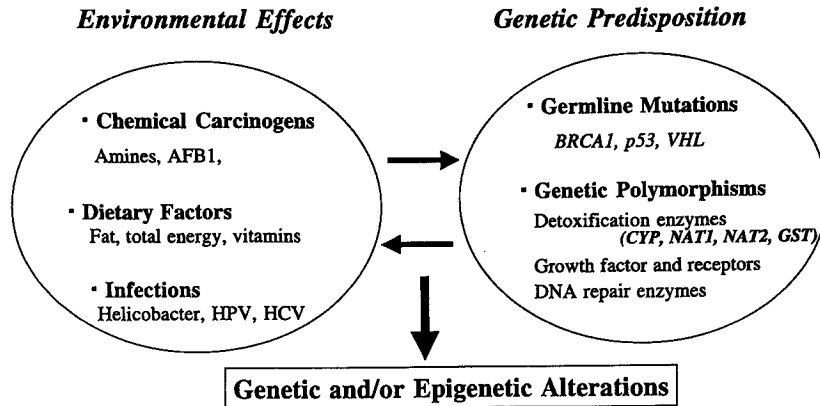 Environmental Effects
Genetic Predisposition
▪ Chemical Carcinogens
Amines, AFB1,
▪ Dietary Factors
Fat, total energy, vitamins
▪ Infections
Helicobacter, HPV, HCV
▪ Germline Mutations
BRCA1, p53, VHL
▪ Genetic Polymorphisms
Detoxification enzymes
(CYP, NAT1, NAT2, GST)
Growth factor and receptors
DNA repair enzymes
Genetic and/or Epigenetic Alterations